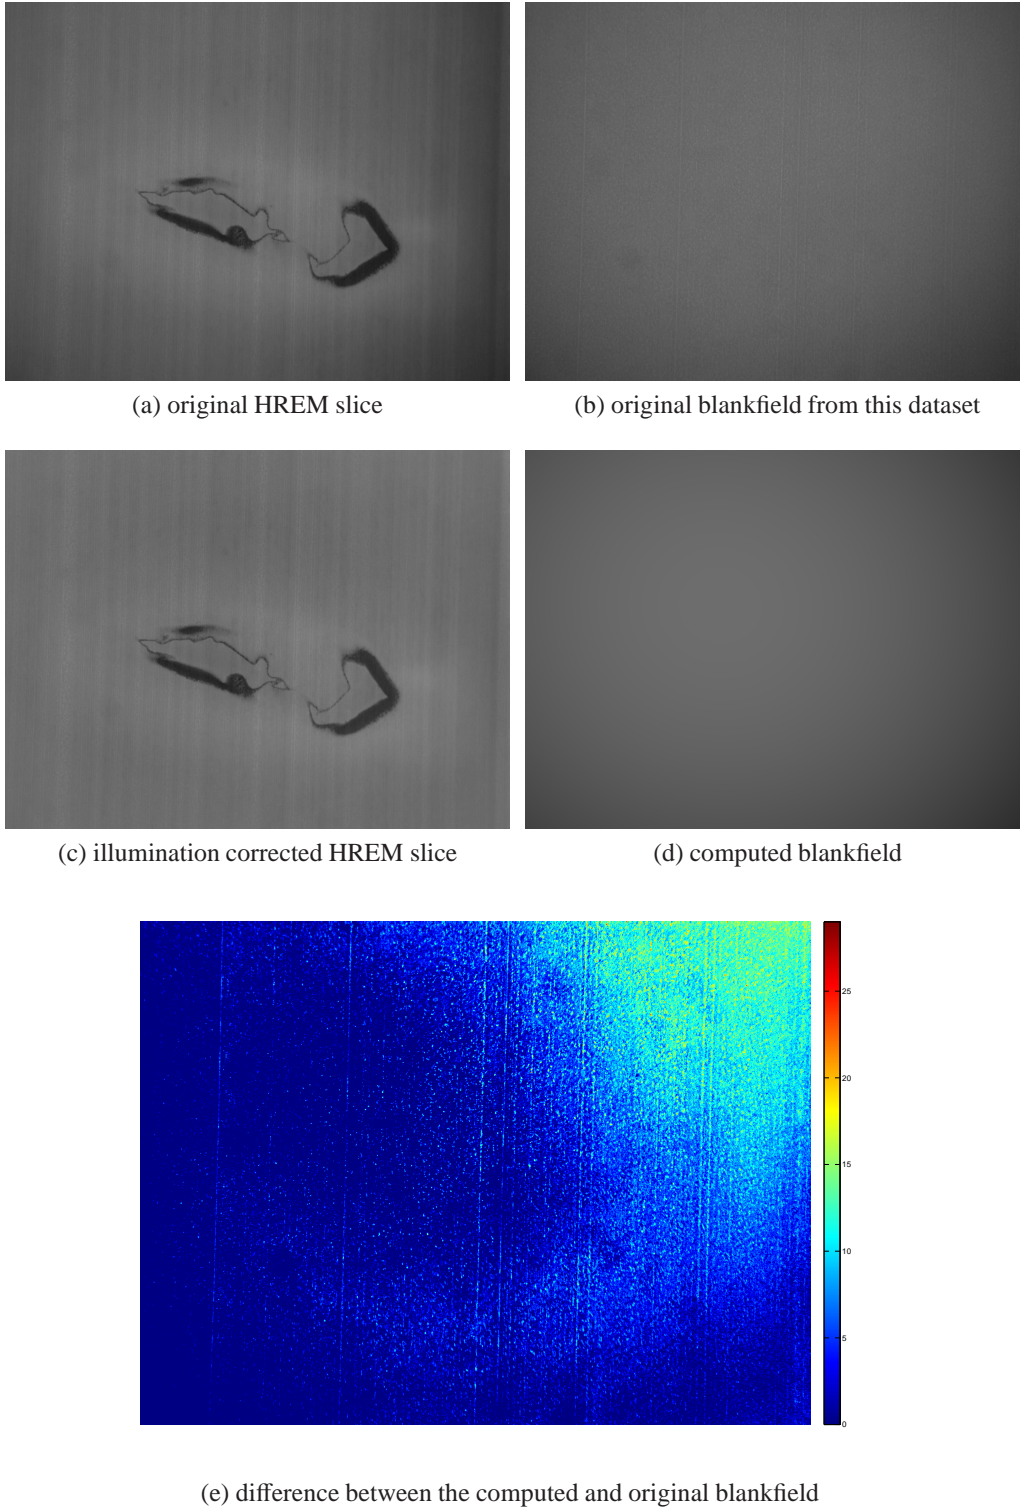 (a) original HREM slice
(b) original blankfield from this dataset
(c) illumination corrected HREM slice
(d) computed blankfield
25
20
15
10
5
0
(e) difference between the computed and original blankfield